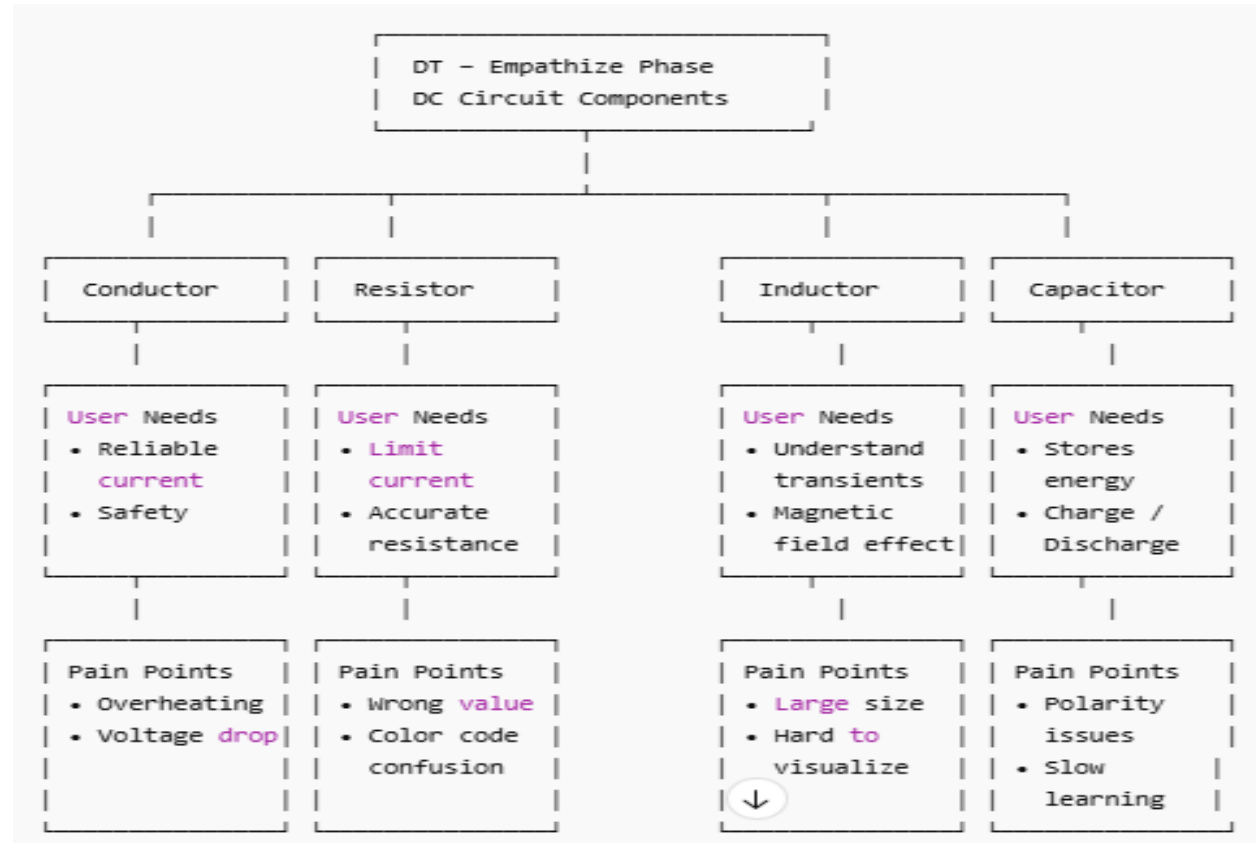 DT – Empathize Phase
DC Circuit Components
Conductor
Resistor
Inductor
Capacitor
User Needs
• Reliable
current
• Safety
User Needs
• Limit
current
• Accurate
resistance
User Needs
• Understand
transients
• Magnetic
field effect
User Needs
• Stores
energy
• Charge /
Discharge
Pain Points
• Overheating
• Voltage drop
Pain Points
• Wrong value
• Color code
confusion
Pain Points
• Large size
• Hard to
visualize
Pain Points
• Polarity
issues
• Slow
learning